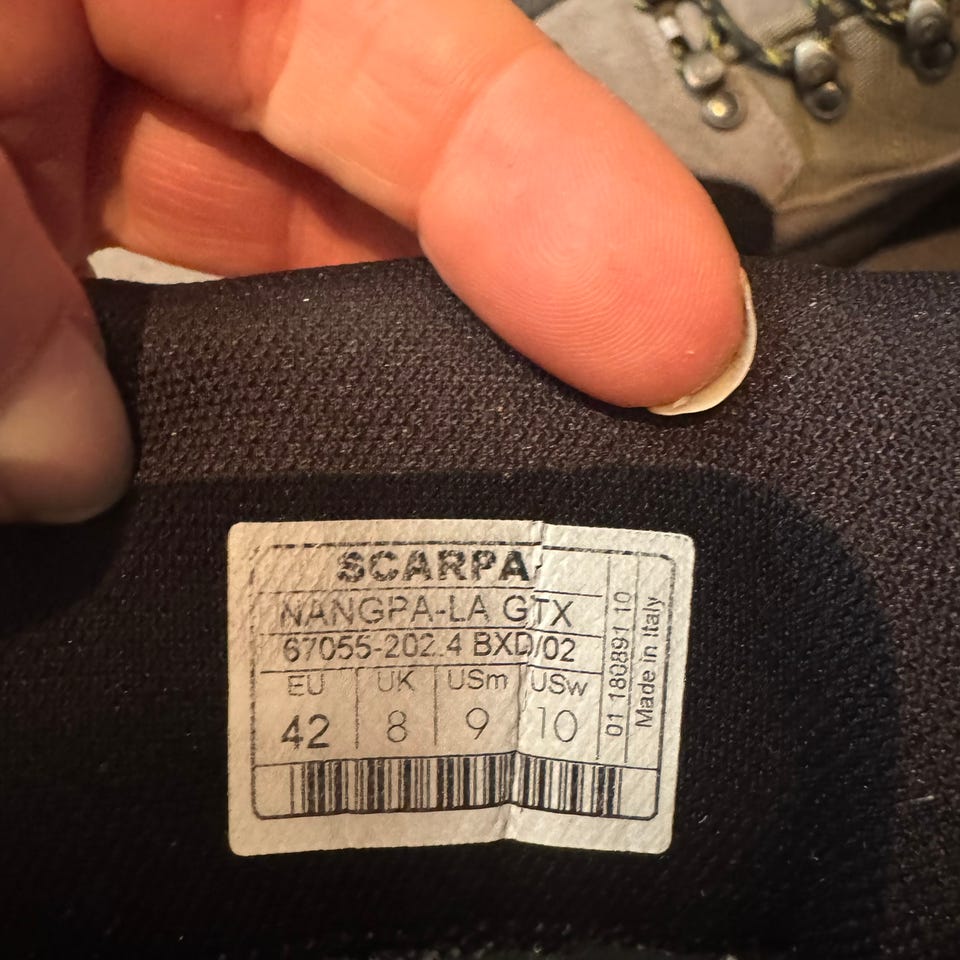 SCARPA
NANGPA-LA GTX
67055-202.4 BXD/02
EU UK USm USw
42 8 9 10
01 180891 10
Made in Italy